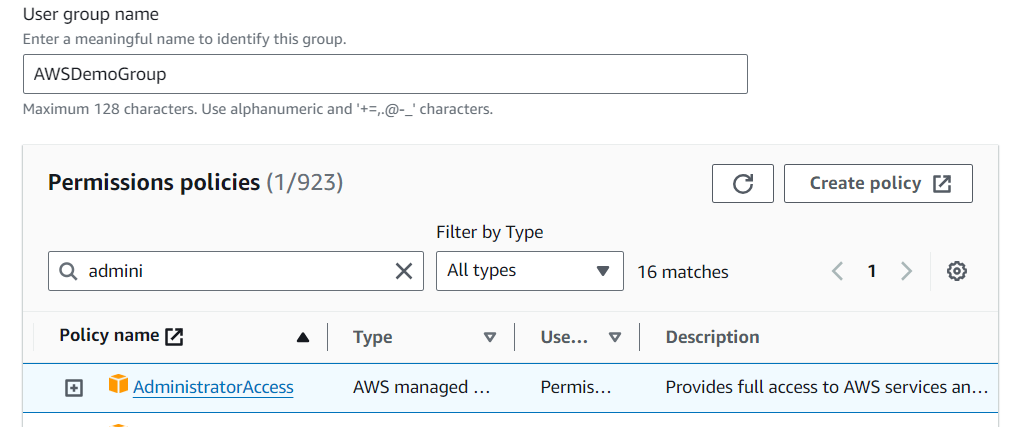 User group name
Enter a meaningful name to identify this group.
AWSDemoGroup
Maximum 128 characters. Use alphanumeric and '+=,.@-_' characters.
Permissions policies (1/923)
Create policy
Filter by Type
admini
All types
16 matches
1
Policy name Type Use... Description
AdministratorAccess AWS managed ... Permis... Provides full access to AWS services an...